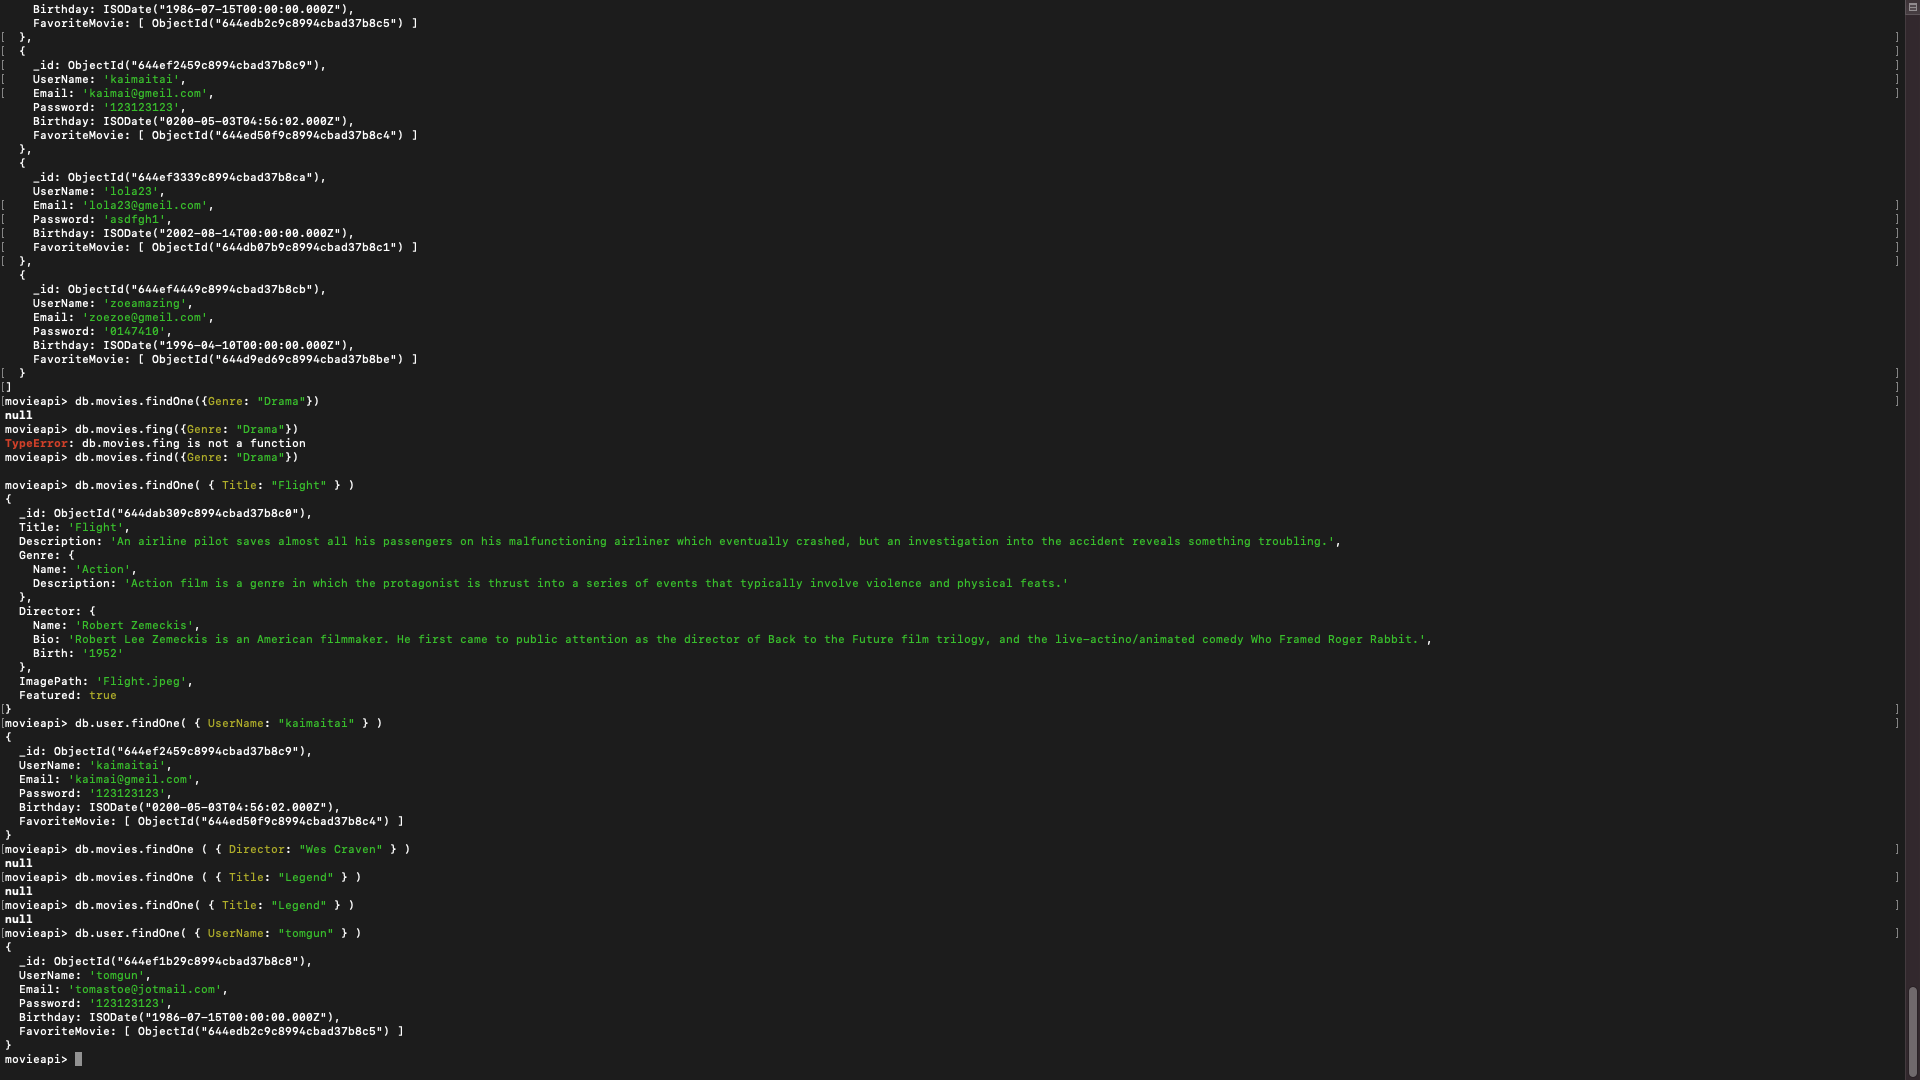 Birthday: ISODate("1986-07-15T00:00:00.000Z"),
    FavoriteMovie: [ ObjectId("644edb2c9c8994cbad37b8c5") ]
[  },                                                                ]
[  {                                                                 ]
[    _id: ObjectId("644ef2459c8994cbad37b8c9"),                      ]
[    UserName: 'kaimaitai',                                          ]
[    Email: 'kaimai@gmeil.com',                                      ]
    Password: '123123123',
    Birthday: ISODate("0200-05-03T04:56:02.000Z"),
    FavoriteMovie: [ ObjectId("644ed50f9c8994cbad37b8c4") ]
  },
  {
    _id: ObjectId("644ef3339c8994cbad37b8ca"),
    UserName: 'lola23',
[    Email: 'lola23@gmeil.com',                                      ]
[    Password: 'asdfgh1',                                            ]
[    Birthday: ISODate("2002-08-14T00:00:00.000Z"),                  ]
[    FavoriteMovie: [ ObjectId("644db07b9c8994cbad37b8c1") ]         ]
[  },                                                                ]
  {
    _id: ObjectId("644ef4449c8994cbad37b8cb"),
    UserName: 'zoeamazing',
    Email: 'zoezoe@gmeil.com',
    Password: '0147410',
    Birthday: ISODate("1996-04-10T00:00:00.000Z"),
    FavoriteMovie: [ ObjectId("644d9ed69c8994cbad37b8be") ]
[  }                                                                 ]
[]                                                                   ]
[movieapi> db.movies.findOne({Genre: "Drama"})                       ]
null
movieapi> db.movies.fing({Genre: "Drama"})
TypeError: db.movies.fing is not a function
movieapi> db.movies.find({Genre: "Drama"})

movieapi> db.movies.findOne( { Title: "Flight" } )
{
  _id: ObjectId("644dab309c8994cbad37b8c0"),
  Title: 'Flight',
  Description: 'An airline pilot saves almost all his passengers on his malfunctioning airliner which eventually crashed, but an investigation into the accident reveals something troubling.',
  Genre: {
    Name: 'Action',
    Description: 'Action film is a genre in which the protagonist is thrust into a series of events that typically involve violence and physical feats.'
  },
  Director: {
    Name: 'Robert Zemeckis',
    Bio: 'Robert Lee Zemeckis is an American filmmaker. He first came to public attention as the director of Back to the Future film trilogy, and the live-actino/animated comedy Who Framed Roger Rabbit.',
    Birth: '1952'
  },
  ImagePath: 'Flight.jpeg',
  Featured: true
[}                                                                   ]
[movieapi> db.user.findOne( { UserName: "kaimaitai" } )              ]
{
  _id: ObjectId("644ef2459c8994cbad37b8c9"),
  UserName: 'kaimaitai',
  Email: 'kaimai@gmeil.com',
  Password: '123123123',
  Birthday: ISODate("0200-05-03T04:56:02.000Z"),
  FavoriteMovie: [ ObjectId("644ed50f9c8994cbad37b8c4") ]
}
[movieapi> db.movies.findOne ( { Director: "Wes Craven" } )          ]
null
[movieapi> db.movies.findOne ( { Title: "Legend" } )                 ]
null
[movieapi> db.movies.findOne( { Title: "Legend" } )                  ]
null
[movieapi> db.user.findOne( { UserName: "tomgun" } )                 ]
{
  _id: ObjectId("644ef1b29c8994cbad37b8c8"),
  UserName: 'tomgun',
  Email: 'tomastoe@jotmail.com',
  Password: '123123123',
  Birthday: ISODate("1986-07-15T00:00:00.000Z"),
  FavoriteMovie: [ ObjectId("644edb2c9c8994cbad37b8c5") ]
}
movieapi>